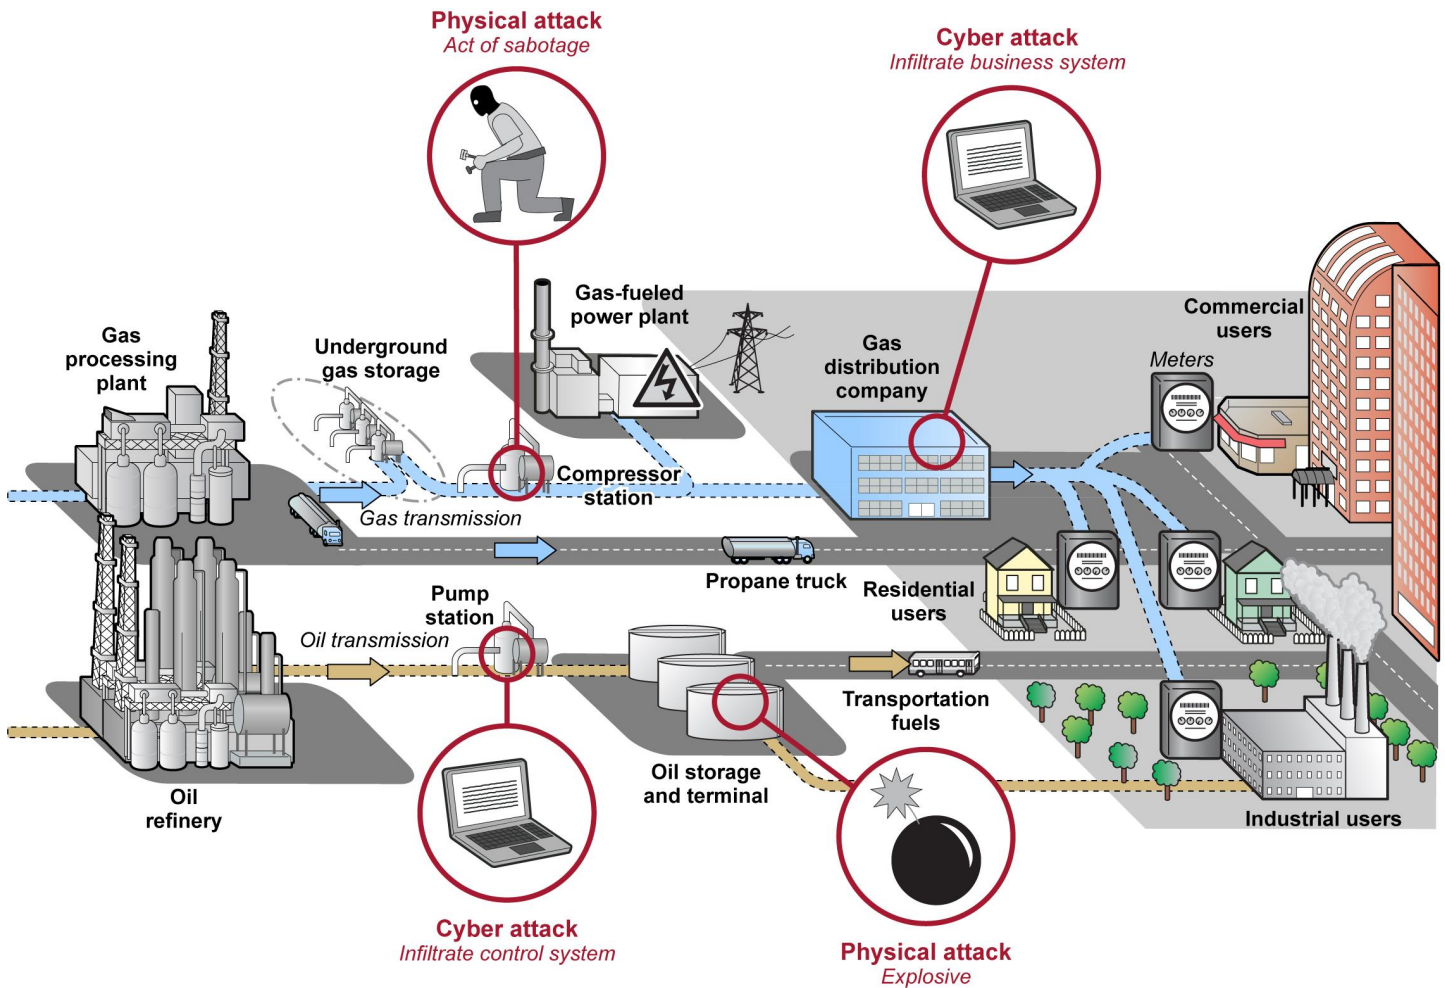 Physical attack
Act of sabotage
Cyber attack
Infiltrate business system
Gas-fueled
power plant
Commercial
users
Gas
processing
plant
Underground
gas storage
Gas
distribution
company
Meters
Compressor
station
Gas transmission
Propane truck
Residential
users
Pump
station
Oil transmission
Transportation
fuels
Oil storage
and terminal
Oil
refinery
Industrial users
Cyber attack
Infiltrate control system
Physical attack
Explosive